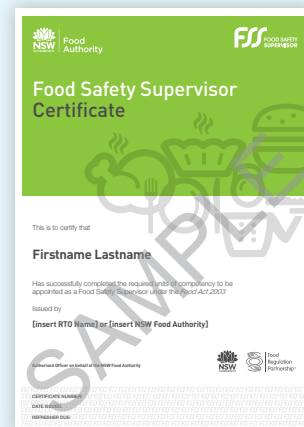 NSW
Food
Authority
FSS FOOD SAFETY
SUPERVISOR
Food Safety Supervisor
Certificate
This is to certify that
Firstname Lastname
Has successfully completed the required units of competency to be
appointed as a Food Safety Supervisor under the Food Act 2003
Issued by
[insert RTO Name] or [insert NSW Food Authority]
SAMPLE
Authorised Officer on behalf of the NSW Food Authority
NSW
Food
Regulation
Partnership
CERTIFICATE NUMBER:
DATE ISSUED:
REFRESHER DUE: